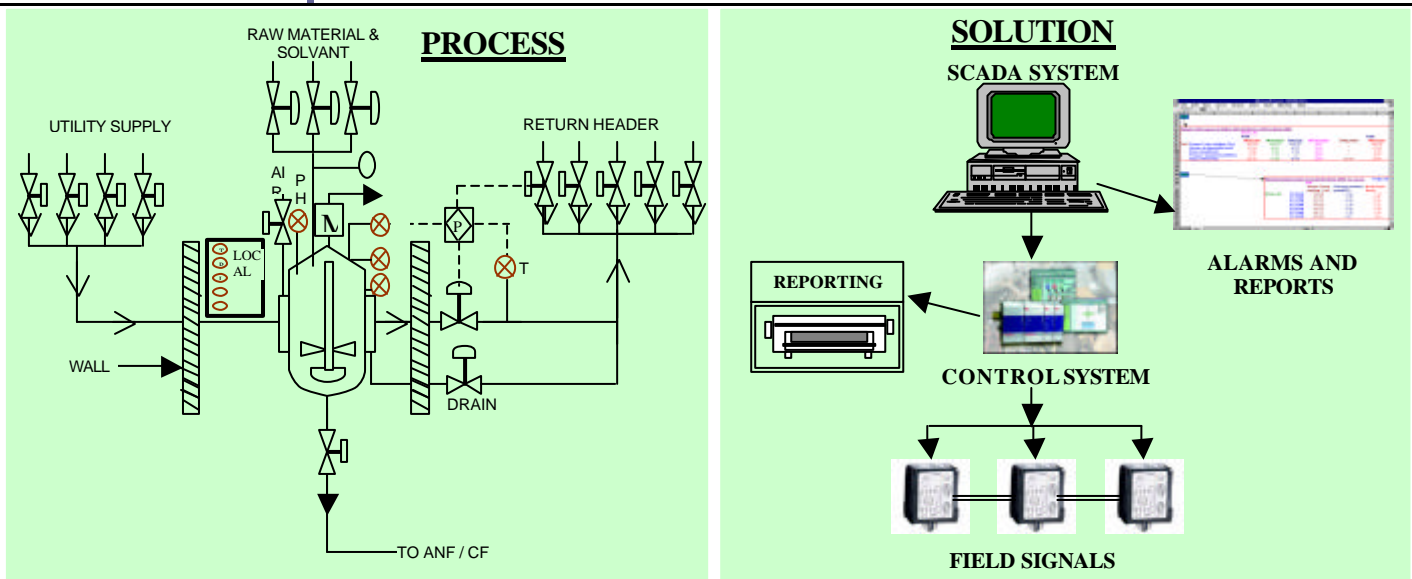 PROCESS
RAW MATERIAL &
SOLVANT
UTILITY SUPPLY
RETURN HEADER
AI
R
P
H
LOC
AL
T
P
P
T
WALL
DRAIN
TO ANF / CF
SOLUTION
SCADA SYSTEM
ALARMS AND
REPORTS
REPORTING
CONTROL SYSTEM
FIELD SIGNALS